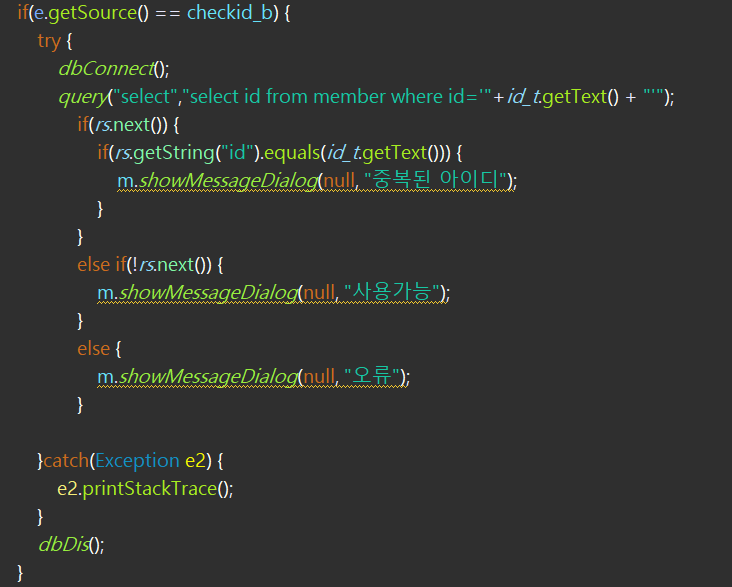 if(e.getSource() == checkid_b) {
try {
dbConnect();
query("select","select id from member where id='"+id_t.getText() + "'");
if(rs.next()) {
if(rs.getString("id").equals(id_t.getText())) {
m.showMessageDialog(null, "중복된 아이디");
}
}
else if(!rs.next()) {
m.showMessageDialog(null, "사용가능");
}
else {
m.showMessageDialog(null, "오류");
}
}catch(Exception e2) {
e2.printStackTrace();
}
dbDis();
}